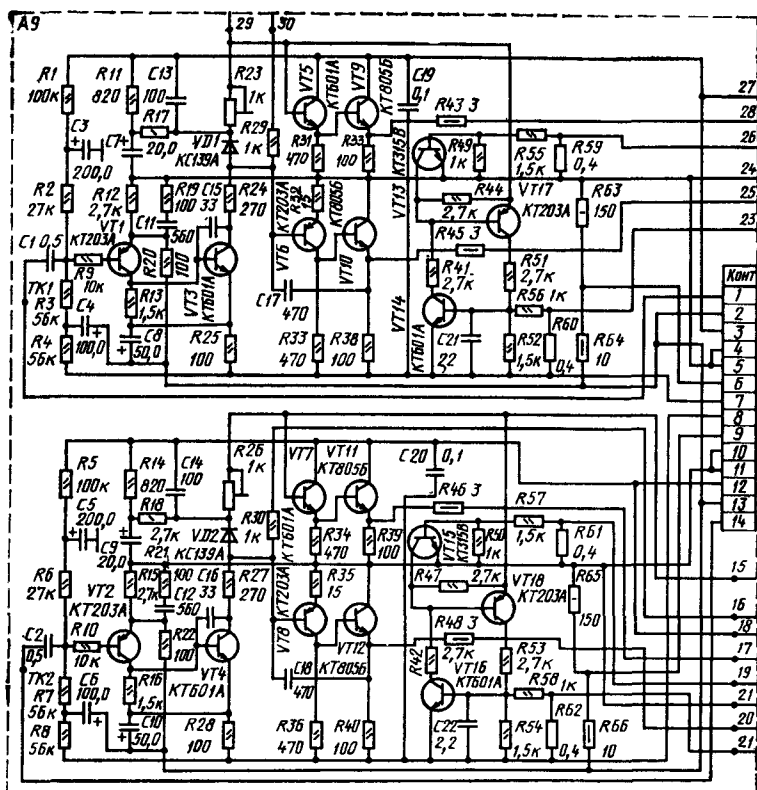 А9
29
30
R1
100к
R11
820
C13
100
R23
1к
VT5
КТ601А
VT9
КТ805Б
C19
0,1
27
28
26
24
25
23
R43 3
C3
200,0
C7
20,0
R17
VD1
КС139А
R29
1к
R31
470
R33
100
КТ315В
R49
1к
R55
1,5к
R59
0,4
R2
27к
R12
2,7к
VT1
КТ203А
R19
100
C15
33
R24
270
C11
560
R20
100
КТ203А
R32
15
КТ805Б
VT13
R44
2,7к
VT17
КТ203А
R63
150
R45 3
C1 0,5
R9
10к
VT3
КТ601А
VT6
VT10
C17
470
R41
2,7к
R51
2,7к
R56 1к
ТК1
R3
56к
C4
100,0
R4
56к
R13
1,5к
C8
50,0
R25
100
R33
470
R38
100
VT14
КТ601А
C21
22
R52
1,5к
R60
0,4
R64
10
Конт
1
2
3
4
5
6
7
8
9
10
11
12
13
14
R5
100к
R14
820
C14
100
R26
1к
VT7
КТ601А
VT11
КТ805Б
C20
0,1
R46 3
R57
1,5к
C5
200,0
R18
2,7к
C9
20,0
VD2
КС139А
R30
1к
R34
470
R39
100
VT15
КТ315В
R50
1к
R61
0,4
R6
27к
R21
100
R15
2,7к
C16
33
C12
560
R27
270
КТ203А
R35
15
R47
2,7к
VT18
КТ203А
R65
150
VT2
КТ203А
R22
100
VT8
VT12
КТ805Б
R48 3
2,7к
C2
0,5
R10
10к
VT4
КТ601А
C18
470
R42
VT16
КТ601А
R53
2,7к
R58
1к
ТК2
R7
56к
C6
100,0
R8
56к
R16
1,5к
C10
50,0
R28
100
R36
470
R40
100
C22
2,2
R54
1,5к
R62
0,4
R66
10
15
16
18
17
19
21
20
21